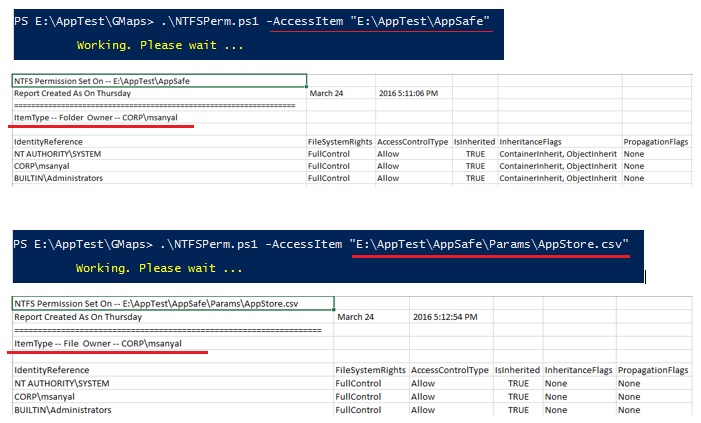 PS E:\AppTest\GMaps> .\NTFSPerm.ps1 -AccessItem "E:\AppTest\AppSafe"
Working. Please wait ...
NTFS Permission Set On -- E:\AppTest\AppSafe
Report Created As On Thursday March 24 2016 5:11:06 PM
==================================================================
ItemType -- Folder Owner -- CORP\msanyal
IdentityReference FileSystemRights AccessControlType IsInherited InheritanceFlags PropagationFlags
NT AUTHORITY\SYSTEM FullControl Allow TRUE ContainerInherit, ObjectInherit None
CORP\msanyal FullControl Allow TRUE ContainerInherit, ObjectInherit None
BUILTIN\Administrators FullControl Allow TRUE ContainerInherit, ObjectInherit None
PS E:\AppTest\GMaps> .\NTFSPerm.ps1 -AccessItem "E:\AppTest\AppSafe\Params\AppStore.csv"
Working. Please wait ...
NTFS Permission Set On -- E:\AppTest\AppSafe\Params\AppStore.csv
Report Created As On Thursday March 24 2016 5:12:54 PM
==================================================================
ItemType -- File Owner -- CORP\msanyal
IdentityReference FileSystemRights AccessControlType IsInherited InheritanceFlags PropagationFlags
NT AUTHORITY\SYSTEM FullControl Allow TRUE None None
CORP\msanyal FullControl Allow TRUE None None
BUILTIN\Administrators FullControl Allow TRUE None None